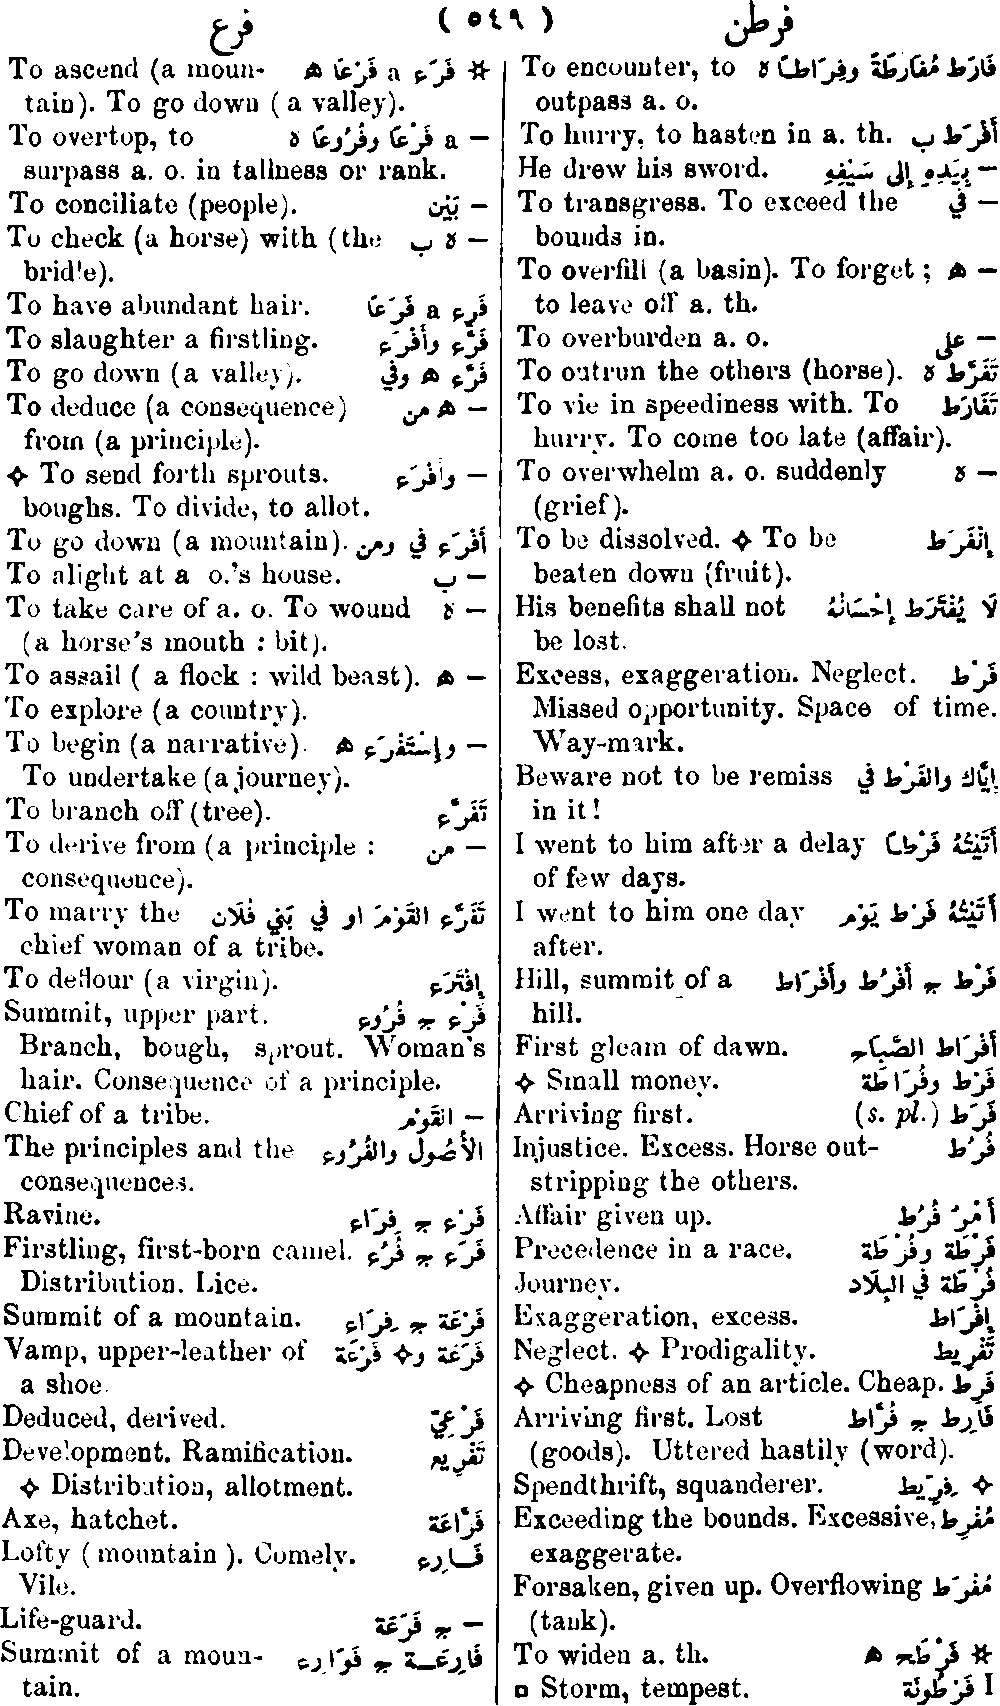 فرع ( ٥٤٩ ) فرطن
To encounter, to فَارَط مُفَارَطَةً وفِرَاطًا ه
outpass a. o.
To hurry, to hasten in a. th. أَفْرَط ب
He drew his sword. — بِيَدِهِ إِلى سَيْفِهِ
To transgress. To exceed the — في
bounds in.
To overfill (a basin). To forget; — ه
to leave off a. th.
To overburden a. o. — على
To outrun the others (horse). تَفَرَّط ه
To vie in speediness with. To تَفَارَط
hurry. To come too late (affair).
To overwhelm a. o. suddenly — ه
(grief).
To be dissolved. ✧ To be إِنْفَرَط
beaten down (fruit).
His benefits shall not لَا يُفْتَرَط إِحْسَانُهُ
be lost.
Excess, exaggeration. Neglect. فَرْط
Missed opportunity. Space of time.
Way-mark.
Beware not to be remiss إِيَّاك والفَرْط في
in it!
I went to him after a delay أَتَيْتُهُ فَرْطًا
of few days.
I went to him one day أَتَيْتُهُ فَرْط يَوْم
after.
Hill, summit of a فَرْط ج أَفْرُط وأَفْرَاط
hill.
First gleam of dawn. أَفْرَاط الصَّبَاح
✧ Small money. فَرْط وفُرَاطَة
Arriving first. فَرَط (s. pl.)
Injustice. Excess. Horse out- فُرُط
stripping the others.
Affair given up. أَمْرٌ فُرُط
Precedence in a race. فَرْطَة وفُرْطَة
Journey. فُرْطَة في البِلَاد
Exaggeration, excess. إِفْرَاط
Neglect. ✧ Prodigality. تَفْرِيط
✧ Cheapness of an article. Cheap. فَرِط
Arriving first. Lost فَارِط ج فُرَّاط
(goods). Uttered hastily (word).
Spendthrift, squanderer. ✧ فِرِّيط
Exceeding the bounds. Excessive, مُفْرِط
exaggerate.
Forsaken, given up. Overflowing مُفْرَط
(tank).
To widen a. th. ✲ فَرْطَح ه
▫ Storm, tempest. I فَرْطُونَة
To ascend (a moun- ✲ فَرَع a فَرْعًا ه
tain). To go down (a valley).
To overtop, to — a فَرْعًا وفُرُوعًا ه
surpass a. o. in tallness or rank.
To conciliate (people). — بَيْن
To check (a horse) with (the — ه ب
bridle).
To have abundant hair. فَرِع a فَرَعًا
To slaughter a firstling. فَرَّع وأَفْرَع
To go down (a valley). فَرَّع ه وفي
To deduce (a consequence) — ه من
from (a principle).
✧ To send forth sprouts. — وأَفْرَع
boughs. To divide, to allot.
To go down (a mountain). أَفْرَع في ومن
To alight at a o.'s house. — ب
To take care of a. o. To wound — ه
(a horse's mouth : bit).
To assail ( a flock : wild beast). — ه
To explore (a country).
To begin (a narrative). — وإِسْتَفْرَع ه
To undertake (a journey).
To branch off (tree). تَفَرَّع
To derive from (a principle : — من
consequence).
To marry the تَفَرَّع القَوْمَ او في بَنِي فُلَان
chief woman of a tribe.
To deflour (a virgin). إِفْتَرَع
Summit, upper part. فَرْع ج فُرُوع
Branch, bough, sprout. Woman's
hair. Consequence of a principle.
Chief of a tribe. — القَوْم
The principles and the الأُصُول والفُرُوع
consequences.
Ravine. فَرْع ج فِرَاع
Firstling, first-born camel. فَرَع ج فُرُع
Distribution. Lice.
Summit of a mountain. فَرْعَة ج فِرَاع
Vamp, upper-leather of فَرَعَة و✧ فَرْعَة
a shoe.
Deduced, derived. فَرْعِيّ
Development. Ramification. تَفْرِيع
✧ Distribution, allotment.
Axe, hatchet. فَرَّاعَة
Lofty ( mountain ). Comely. فَارِع
Vile.
Life-guard. — ج فَرَعَة
Summit of a moun- فَارِعَة ج فَوَارِع
tain.